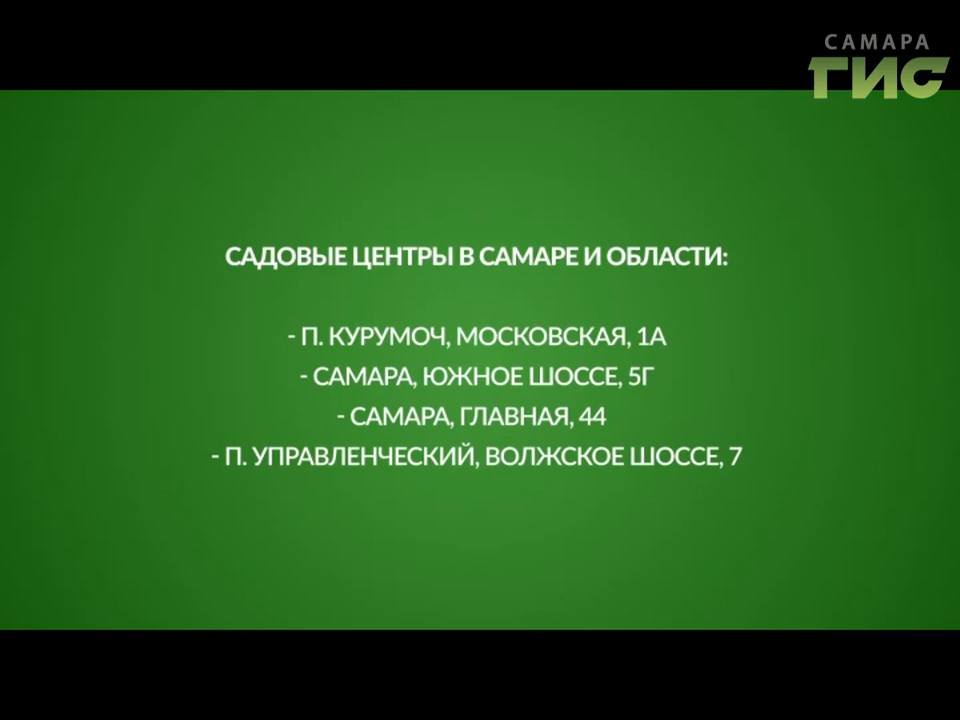 САМАРА
ГИС
САДОВЫЕ ЦЕНТРЫ В САМАРЕ И ОБЛАСТИ:
- П. КУРУМОЧ, МОСКОВСКАЯ, 1А
- САМАРА, ЮЖНОЕ ШОССЕ, 5Г
- САМАРА, ГЛАВНАЯ, 44
- П. УПРАВЛЕНЧЕСКИЙ, ВОЛЖСКОЕ ШОССЕ, 7